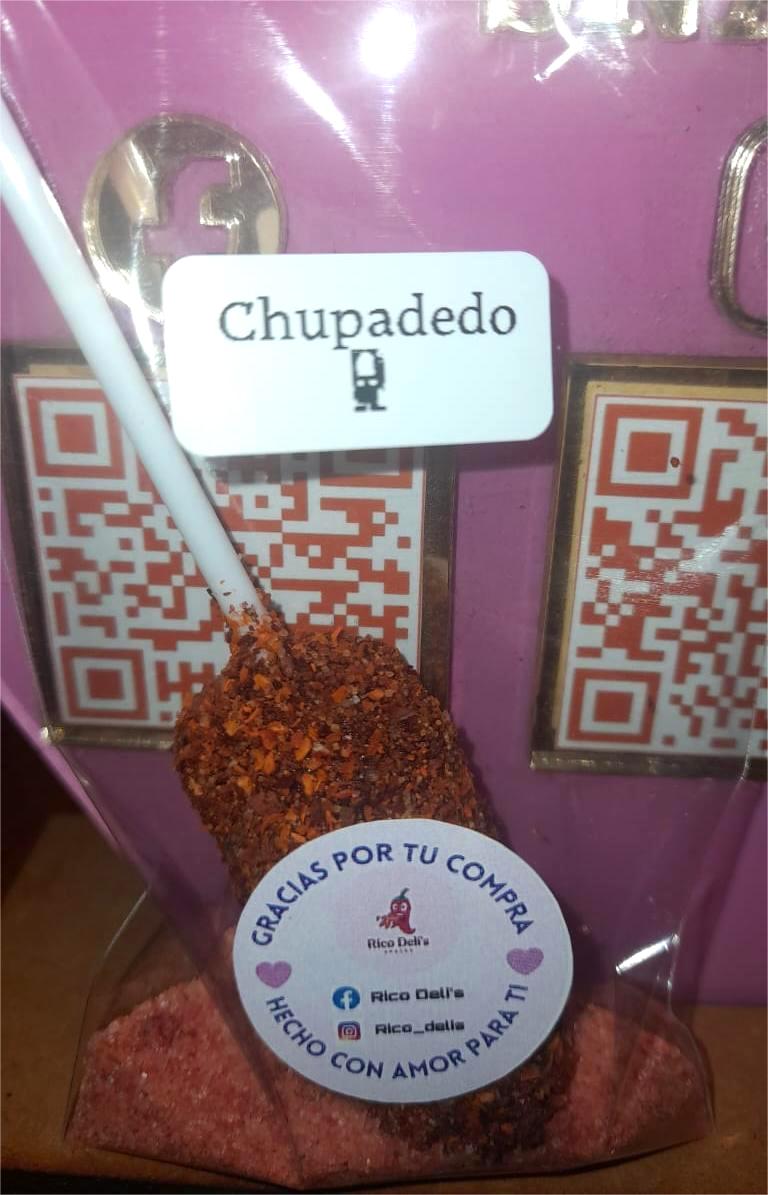 Chupadedo
GRACIAS POR TU COMPRA
Rico Deli's
Rico Deli's
Rico_delis
HECHO CON AMOR PARA TI